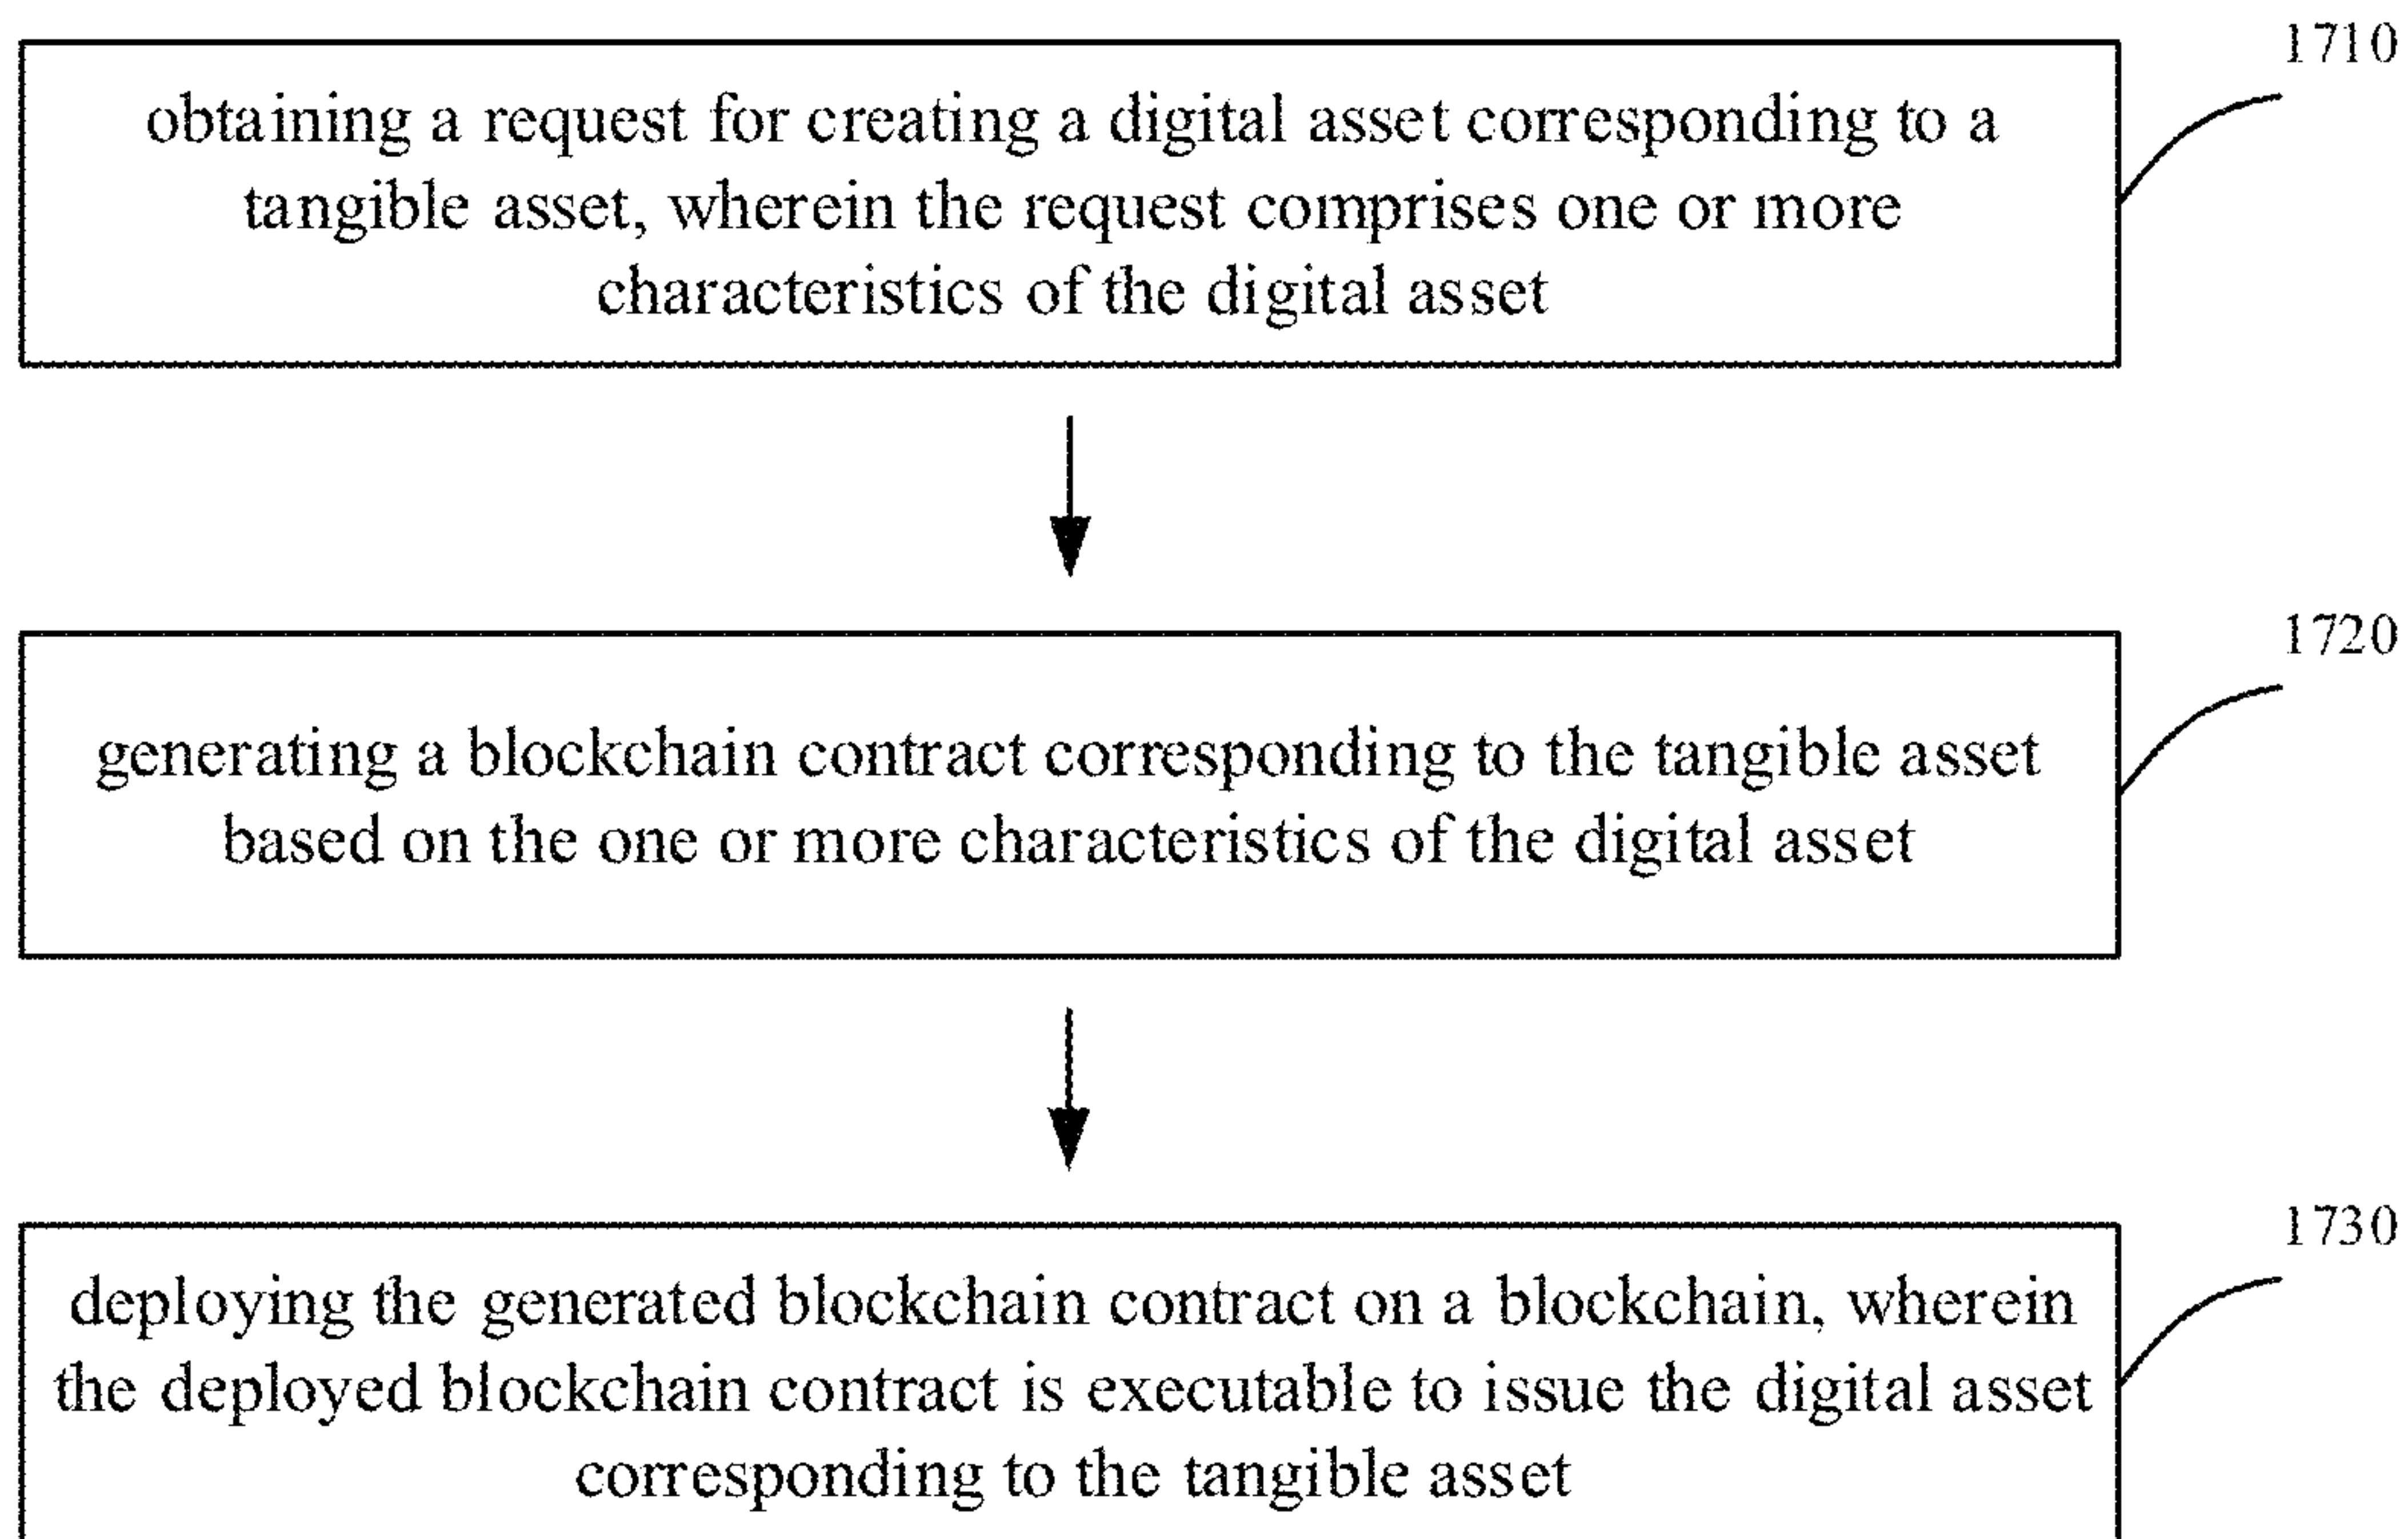 1710
obtaining a request for creating a digital asset corresponding to a
tangible asset, wherein the request comprises one or more
characteristics of the digital asset
1720
generating a blockchain contract corresponding to the tangible asset
based on the one or more characteristics of the digital asset
1730
deploying the generated blockchain contract on a blockchain, wherein
the deployed blockchain contract is executable to issue the digital asset
corresponding to the tangible asset